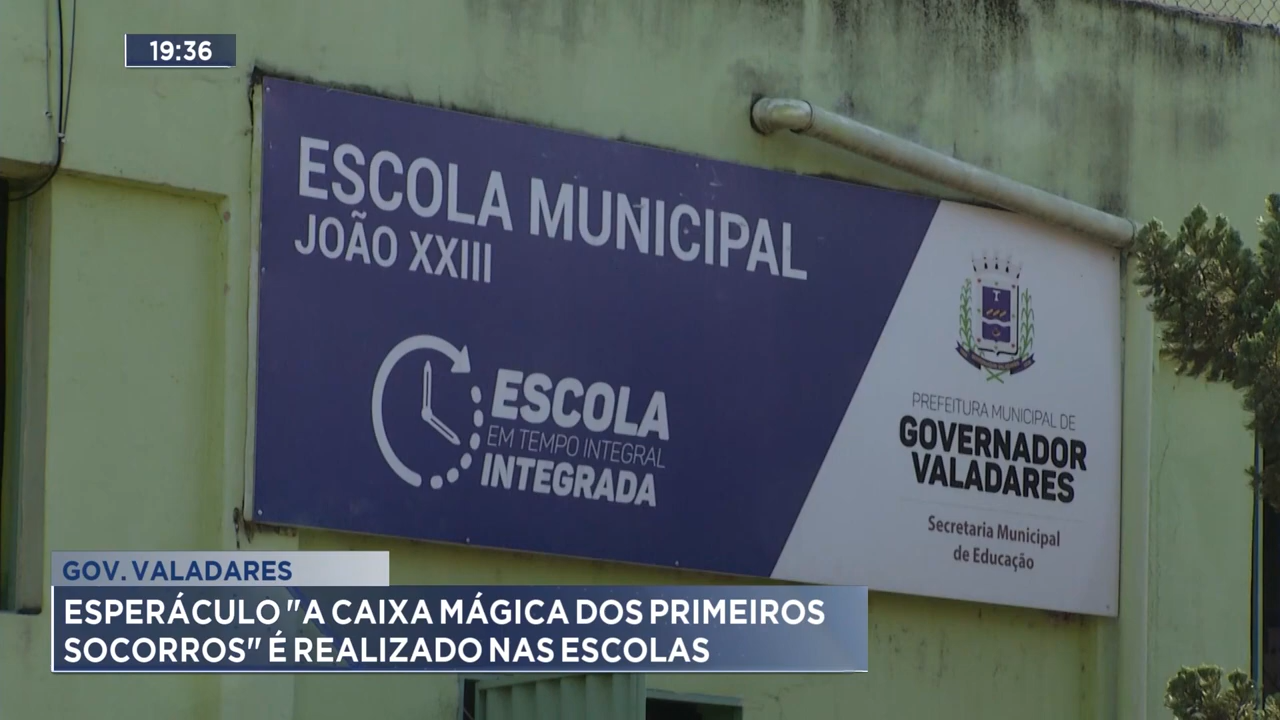 19:36
ESCOLA MUNICIPAL
JOÃO XXIII
ESCOLA
EM TEMPO INTEGRAL
INTEGRADA
PREFEITURA MUNICIPAL DE
GOVERNADOR
VALADARES
Secretaria Municipal
de Educação
GOV. VALADARES
ESPERÁCULO "A CAIXA MÁGICA DOS PRIMEIROS
SOCORROS" É REALIZADO NAS ESCOLAS